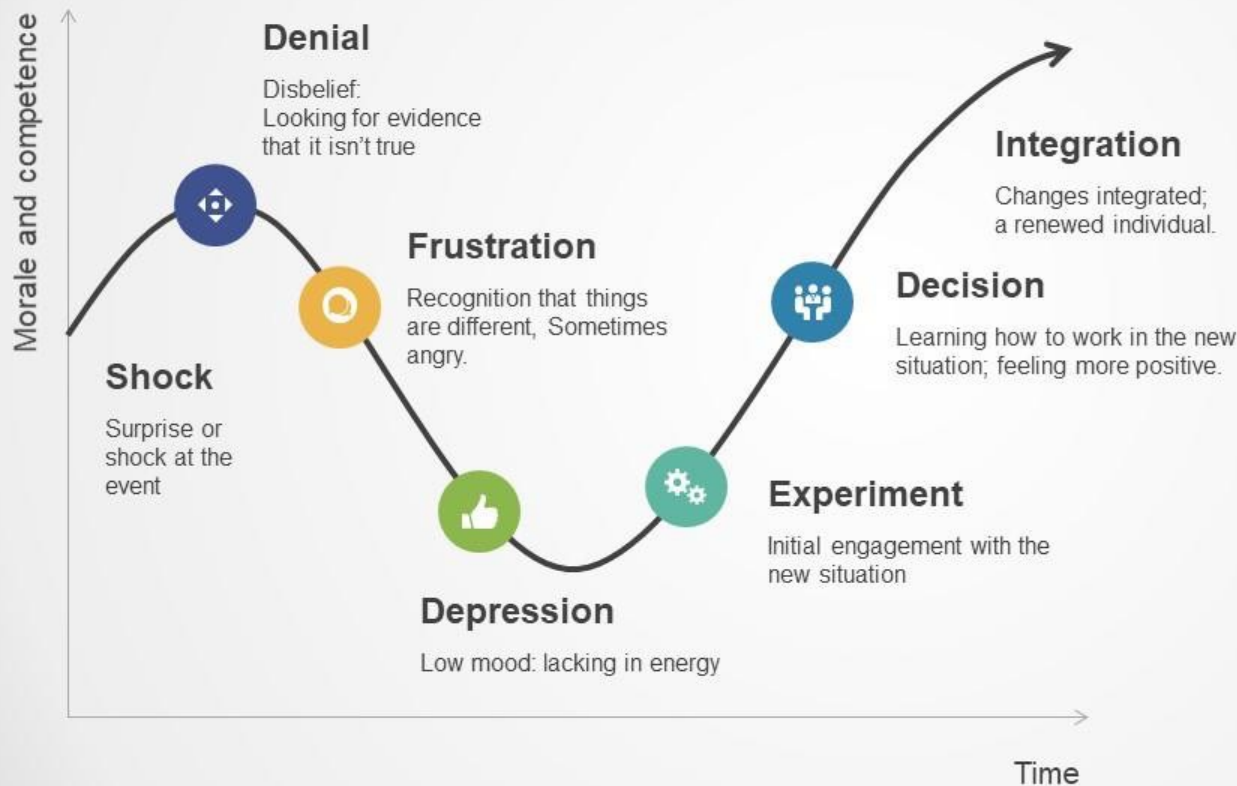 Morale and competence
Denial
Disbelief:
Looking for evidence
that it isn't true
Shock
Surprise or
shock at the
event
Frustration
Recognition that things
are different, Sometimes
angry.
Depression
Low mood: lacking in energy
Experiment
Initial engagement with the
new situation
Decision
Learning how to work in the new
situation; feeling more positive.
Integration
Changes integrated;
a renewed individual.
Time